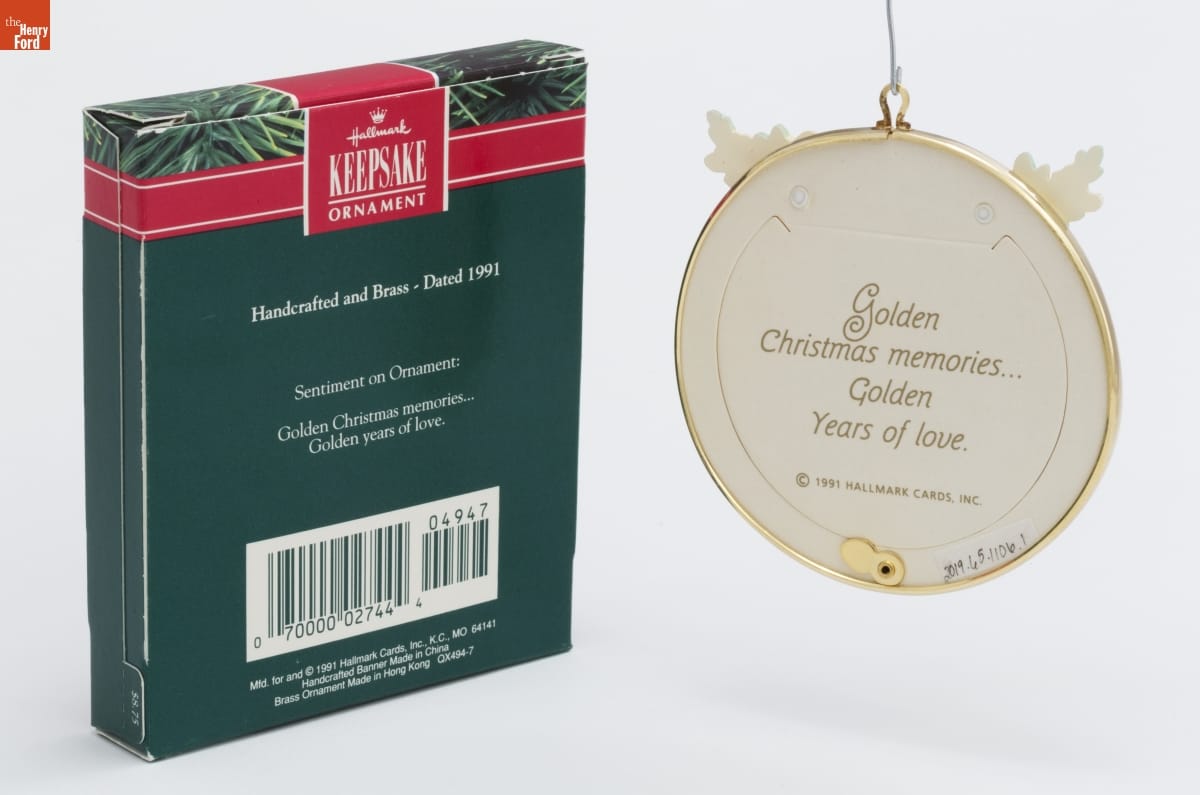 the
Henry
Ford
Hallmark
KEEPSAKE
ORNAMENT
Handcrafted and Brass - Dated 1991
Sentiment on Ornament:
Golden Christmas memories...
Golden years of love.
04947
0 70000 02744 4
Mfd. for and © 1991 Hallmark Cards, Inc., K.C., MO 64141
Handcrafted Banner Made in China
Brass Ornament Made in Hong Kong QX494-7
$8.75
Golden
Christmas memories...
Golden
Years of love.
© 1991 HALLMARK CARDS, INC.
2019.65.1106.1